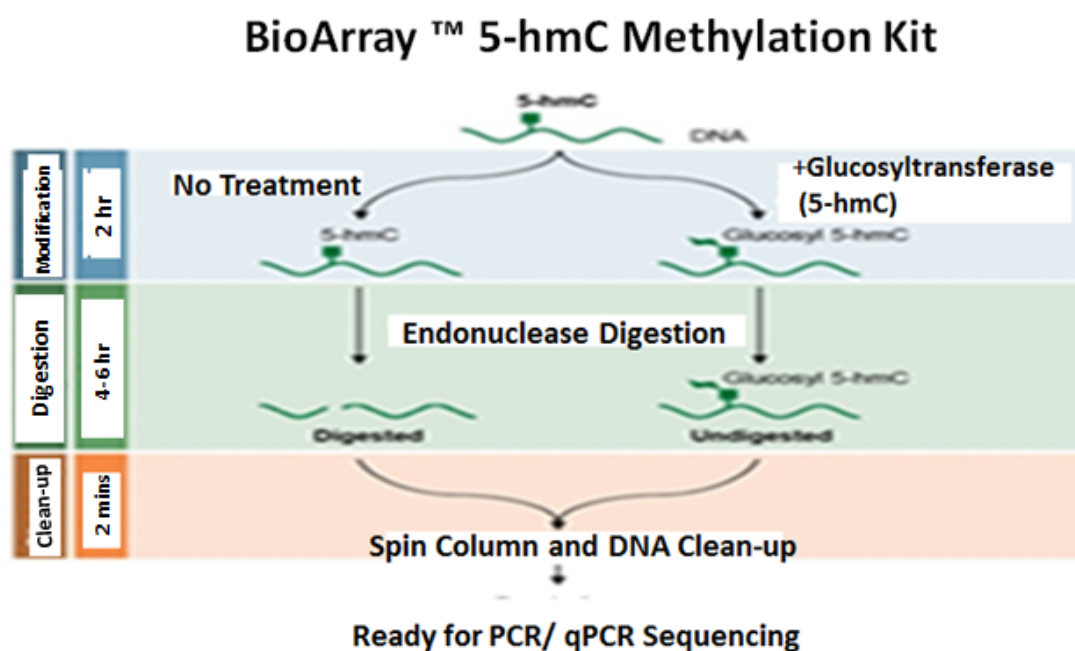 BioArray ™ 5-hmC Methylation Kit
5-hmC
DNA
Modification
2 hr
No Treatment
+Glucosyltransferase
(5-hmC)
5-hmC
Glucosyl 5-hmC
Digestion
4-6 hr
Endonuclease Digestion
Glucosyl 5-hmC
Digested
Undigested
Clean-up
2 mins
Spin Column and DNA Clean-up
Ready for PCR/ qPCR Sequencing